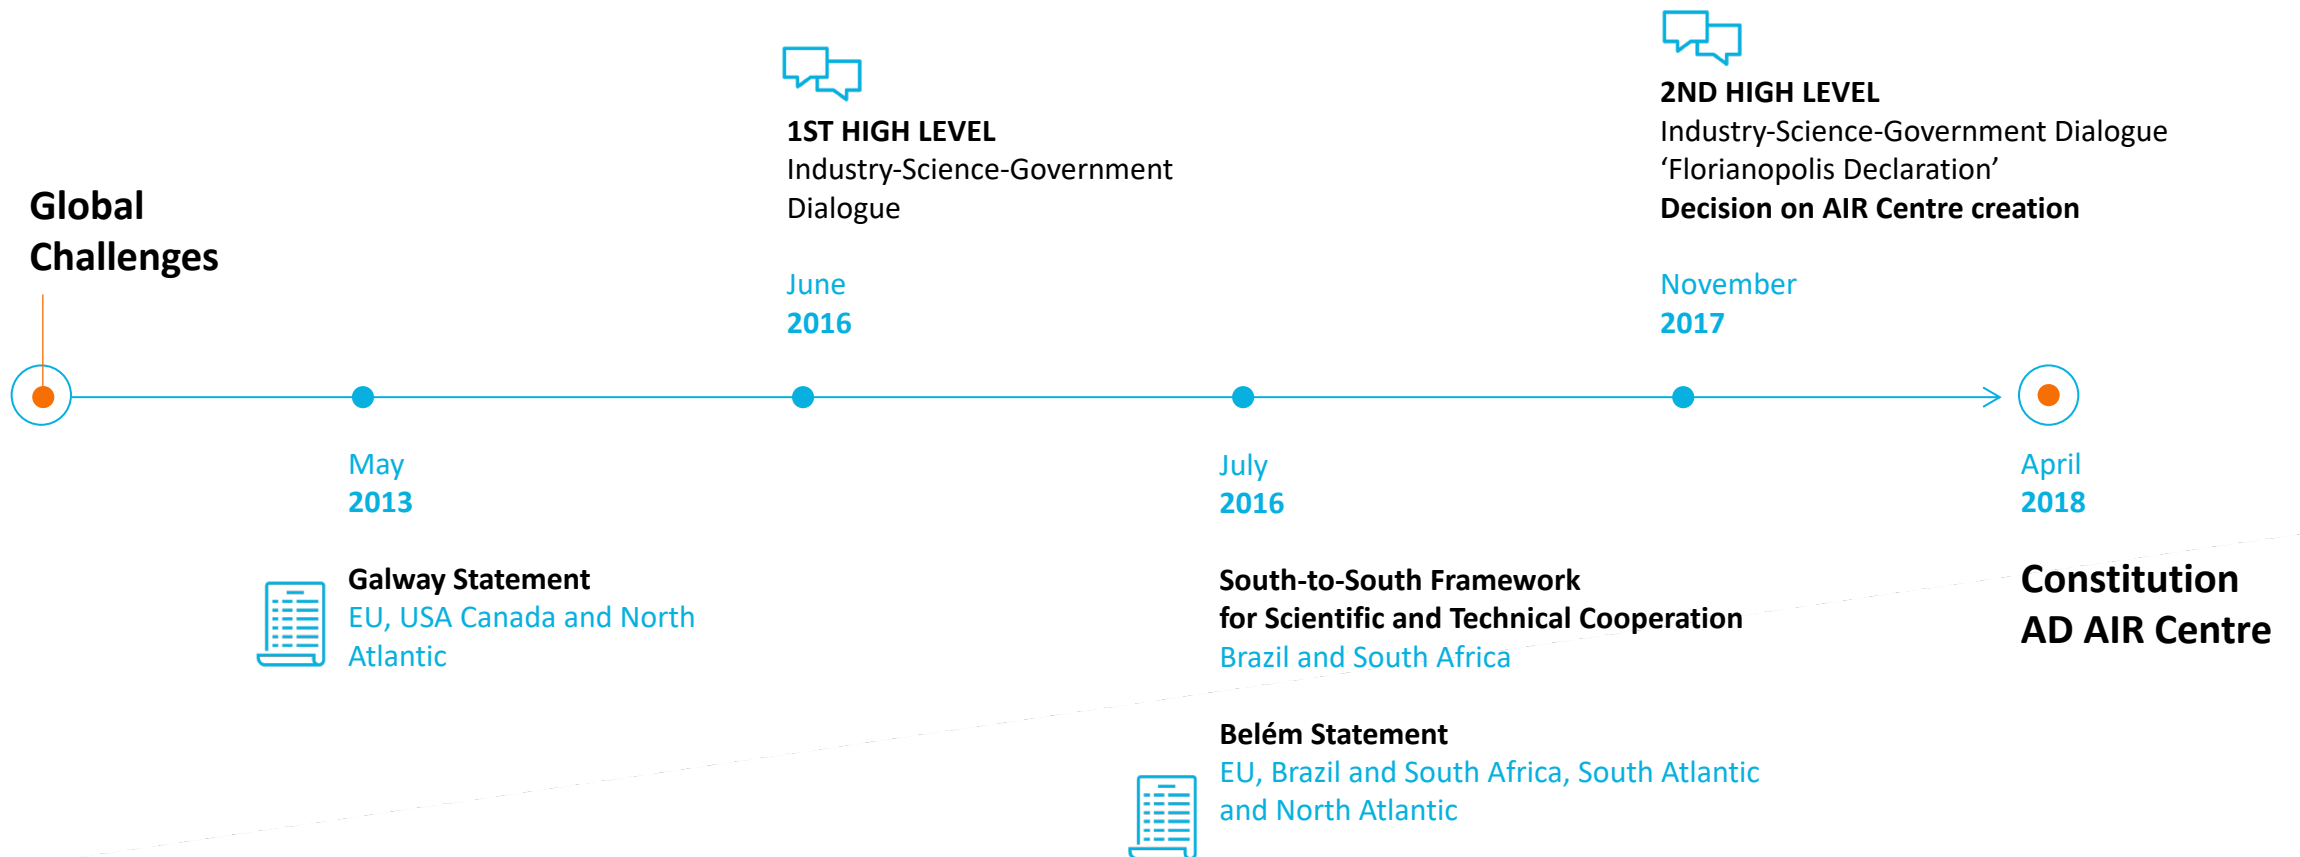 Global
Challenges
May
2013
Galway Statement
EU, USA Canada and North
Atlantic
1ST HIGH LEVEL
Industry-Science-Government
Dialogue
June
2016
July
2016
South-to-South Framework
for Scientific and Technical Cooperation
Brazil and South Africa
Belém Statement
EU, Brazil and South Africa, South Atlantic
and North Atlantic
2ND HIGH LEVEL
Industry-Science-Government Dialogue
‘Florianopolis Declaration’
Decision on AIR Centre creation
November
2017
April
2018
Constitution
AD AIR Centre